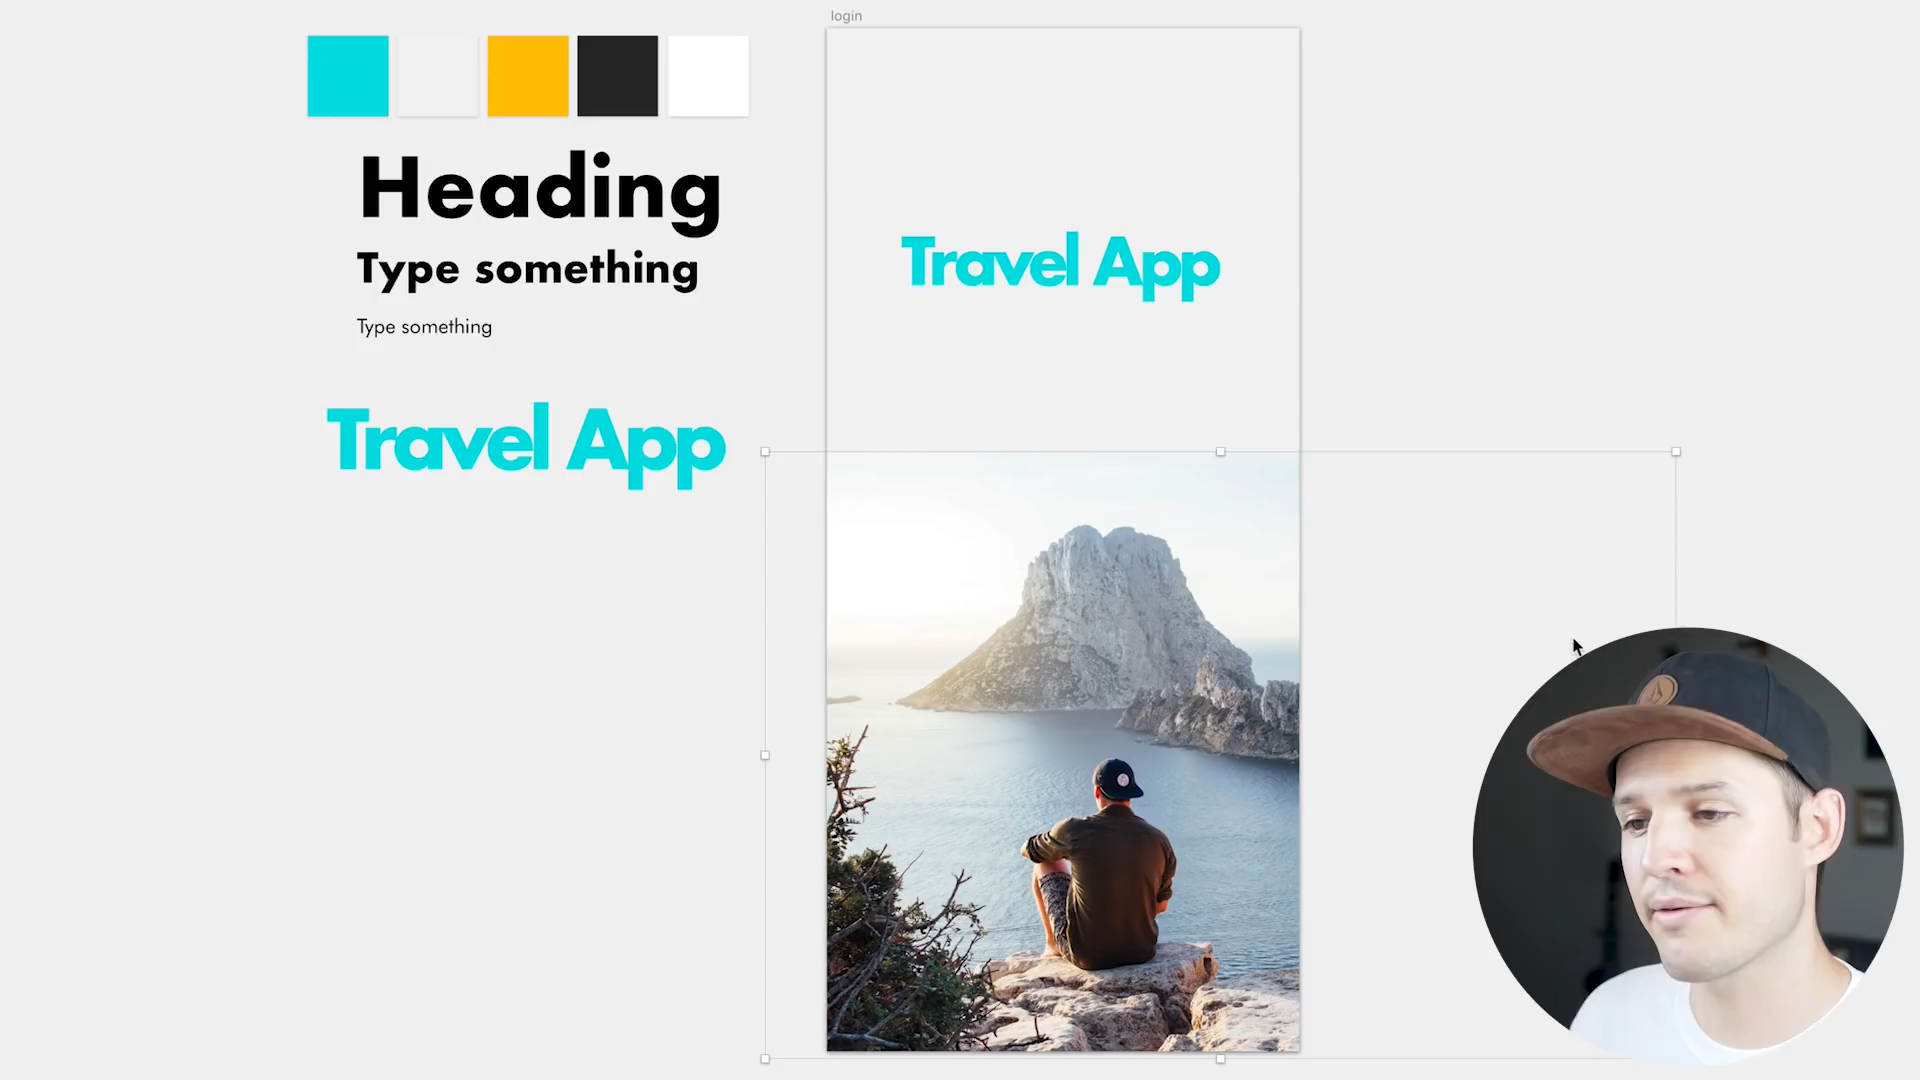 login
Heading
Type something
Type something
Travel App
Travel App